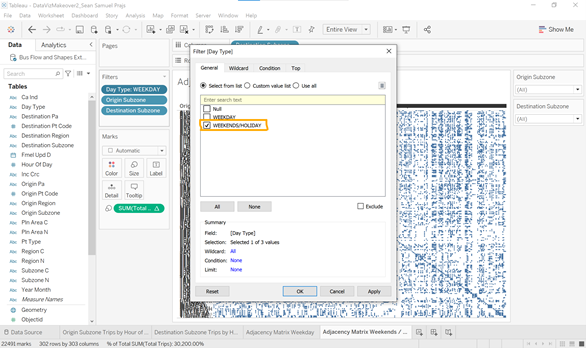 Tableau - DataVizMakeover2_Sean Samuel Prajs
File Data Worksheet Dashboard Story Analysis Map Format Server Window Help
Entire View
Show Me
Data Analytics
Bus Flow and Shapes Ext...
Search
Tables
Ca Ind
Day Type
Destination Pa
Destination Pt Code
Destination Region
Destination Subzone
Fmel Upd D
Hour Of Day
Inc Crc
Origin Pa
Origin Pt Code
Origin Region
Origin Subzone
Pln Area C
Pln Area N
Pt Type
Region C
Region N
Subzone C
Subzone N
Year Month
Measure Names
Geometry
Object Id
Pages
Filters
Day Type: WEEKDAY
Origin Subzone
Destination Subzone
Marks
Automatic
Color Size Label
Detail Tooltip
SUM(Total ...
Filter [Day Type]
General Wildcard Condition Top
Select from list Custom value list Use all
Enter search text
Null
WEEKDAY
WEEKENDS/HOLIDAY
All None Exclude
Summary
Field: [Day Type]
Selection: Selected 1 of 3 values
Wildcard: All
Condition: None
Limit: None
Reset OK Cancel Apply
Origin Subzone
(All)
Destination Subzone
(All)
Data Source Origin Subzone Trips by Hour of ... Destination Subzone Trips by H... Adjacency Matrix Weekday Adjacency Matrix Weekends / ...
22491 marks 302 rows by 303 columns % of Total SUM(Total Trips): 30,200.00%